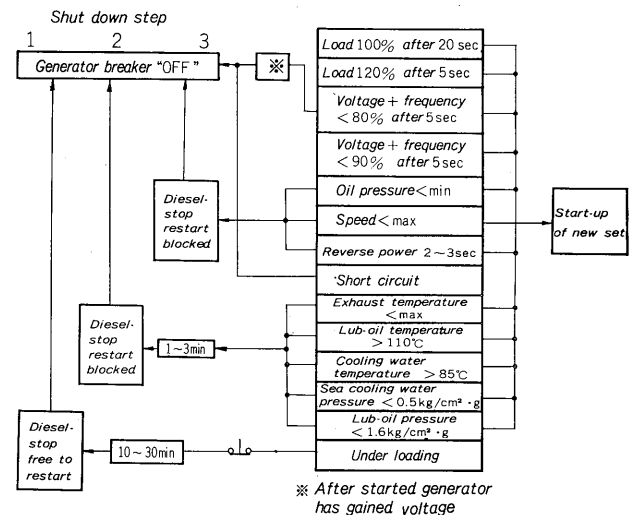 Shut down step
1 2 3
Generator breaker "OFF"
※
Load 100% after 20 sec
Load 120% after 5 sec
Voltage + frequency
< 80% after 5 sec
Voltage + frequency
< 90% after 5 sec
Oil pressure < min
Speed < max
Reverse power 2~3 sec
Short circuit
Exhaust temperature
< max
Lub-oil temperature
> 110℃
Cooling water
temperature > 85℃
Sea cooling water
pressure < 0.5 kg/cm² · g
Lub-oil pressure
< 1.6 kg/cm² · g
Under loading
Diesel-
stop
restart
blocked
Start-up
of new set
Diesel-
stop
restart
blocked
1~3min
Diesel-
stop
free to
restart
10~30min
※ After started generator
has gained voltage